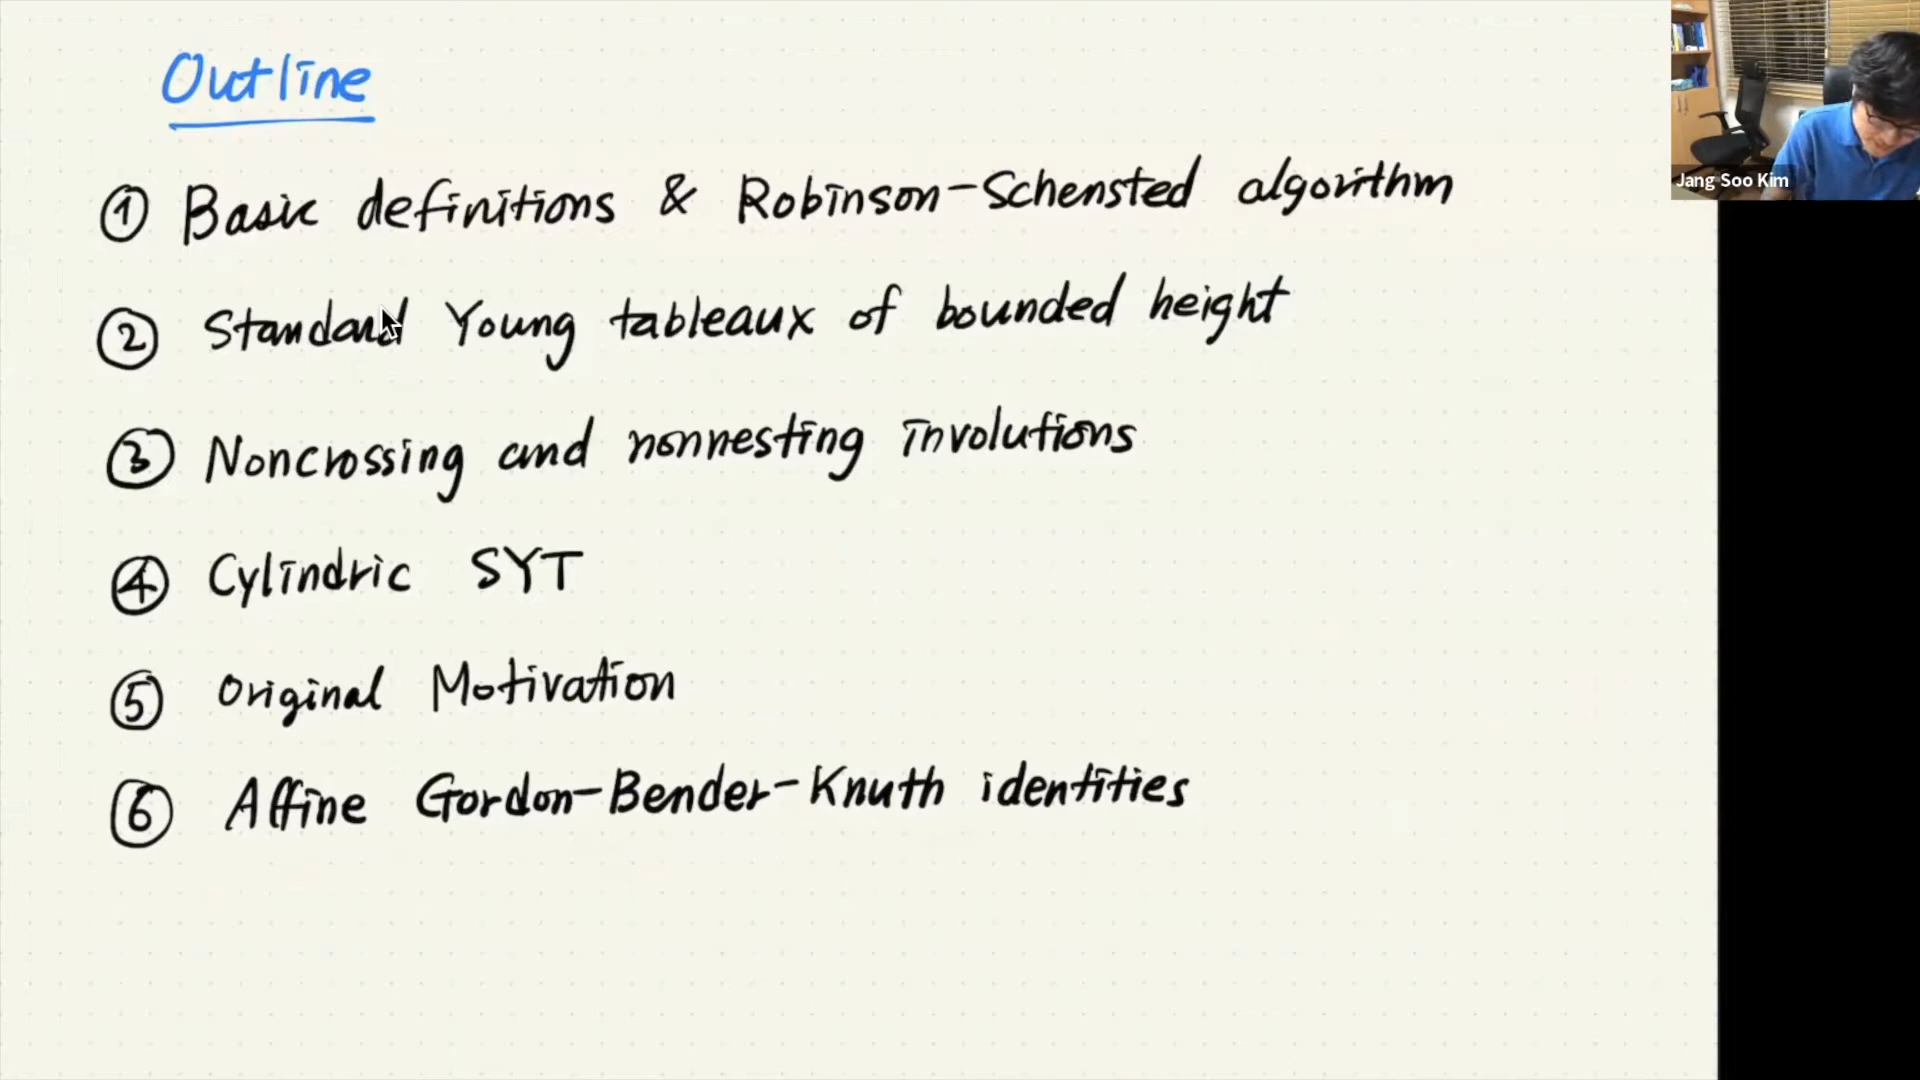 Outline
① Basic definitions & Robinson-Schensted algorithm
② Standard Young tableaux of bounded height
③ Noncrossing and nonnesting involutions
④ Cylindric SYT
⑤ Original Motivation
⑥ Affine Gordon-Bender-Knuth identities
Jang Soo Kim